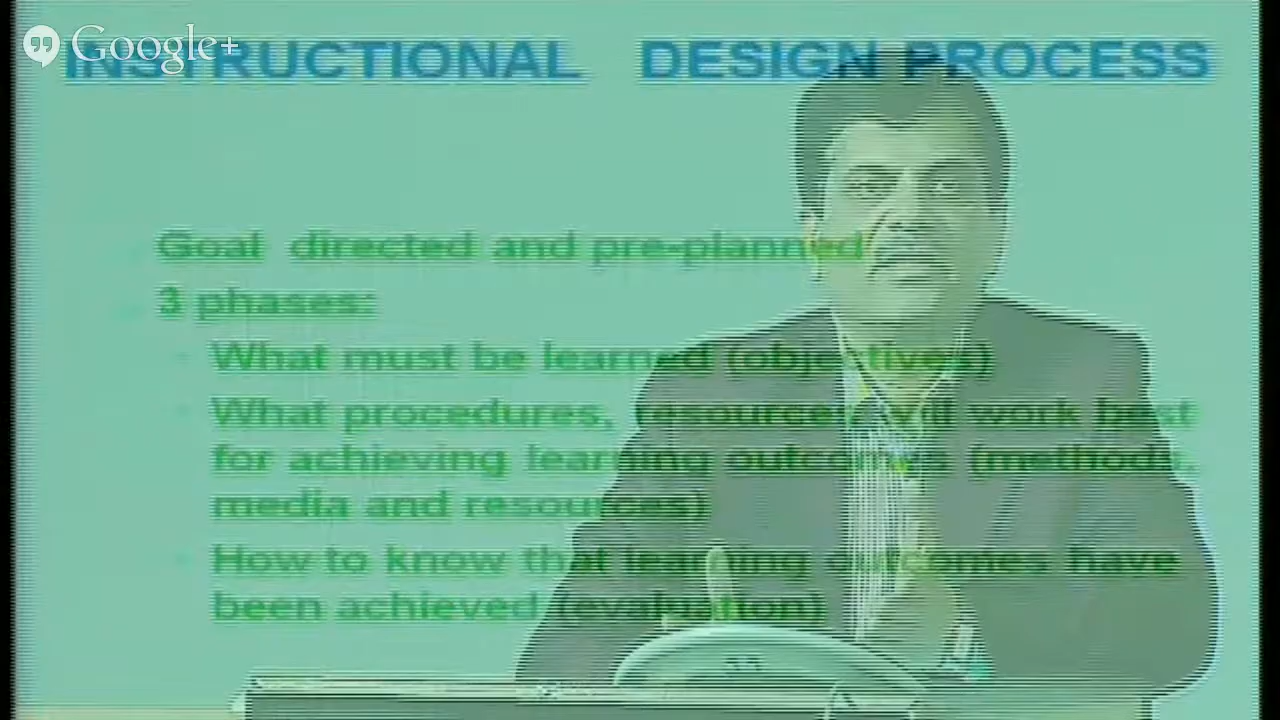 Google+
INSTRUCTIONAL DESIGN PROCESS
Goal directed and pre-planned
3 phases:
What must be learned (objectives)
What procedures, resources will work best
for achieving learning outcomes (methods,
media and resources)
How to know that learning outcomes have
been achieved (evaluation)